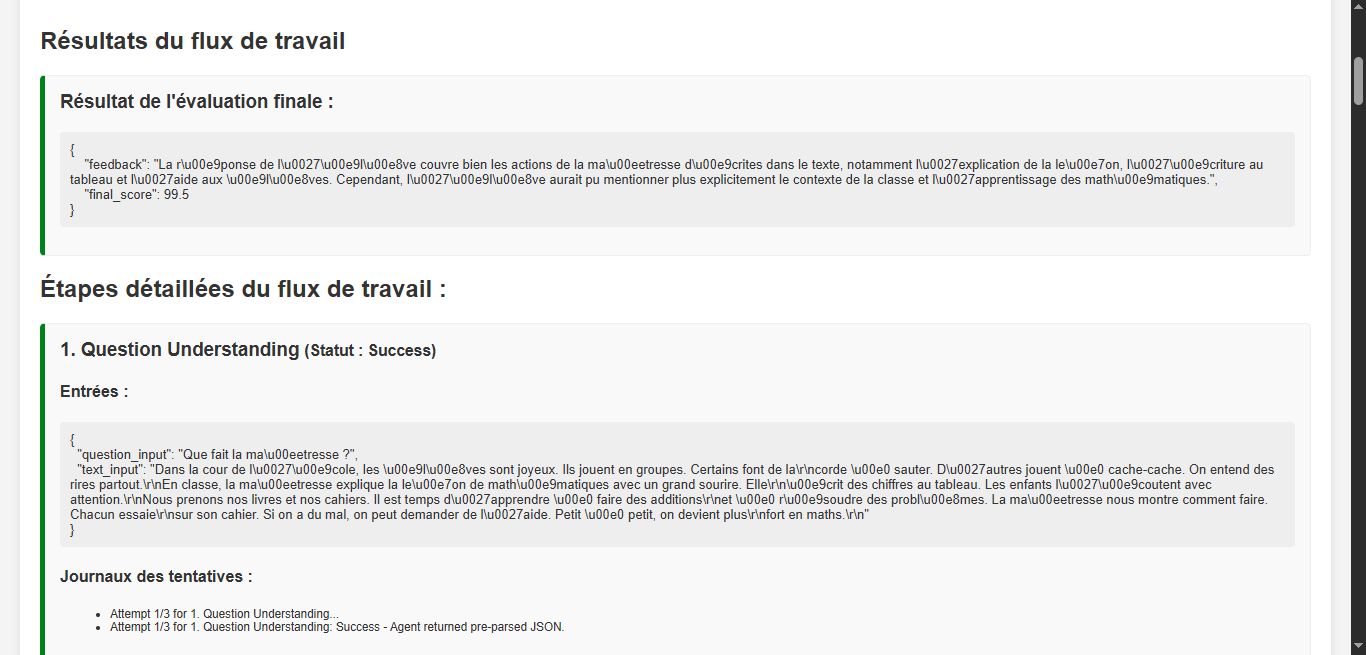 Résultats du flux de travail
Résultat de l'évaluation finale :
{
"feedback": "La r\u00e9ponse de l\u0027\u00e9l\u00e8ve couvre bien les actions de la ma\u00eetresse d\u00e9crites dans le texte, notamment l\u0027explication de la le\u00e7on, l\u0027\u00e9criture au
tableau et l\u0027aide aux \u00e9l\u00e8ves. Cependant, l\u0027\u00e9l\u00e8ve aurait pu mentionner plus explicitement le contexte de la classe et l\u0027apprentissage des math\u00e9matiques.",
"final_score": 99.5
}
Étapes détaillées du flux de travail :
1. Question Understanding (Statut : Success)
Entrées :
{
"question_input": "Que fait la ma\u00eetresse ?",
"text_input": "Dans la cour de l\u0027\u00e9cole, les \u00e9l\u00e8ves sont joyeux. Ils jouent en groupes. Certains font de la\r\ncorde \u00e0 sauter. D\u0027autres jouent \u00e0 cache-cache. On entend des
rires partout.\r\nEn classe, la ma\u00eetresse explique la le\u00e7on de math\u00e9matiques avec un grand sourire. Elle\r\n\u00e9crit des chiffres au tableau. Les enfants l\u0027\u00e9coutent avec
attention.\r\nNous prenons nos livres et nos cahiers. Il est temps d\u0027apprendre \u00e0 faire des additions\r\net \u00e0 r\u00e9soudre des probl\u00e8mes. La ma\u00eetresse nous montre comment faire.
Chacun essaie\r\nsur son cahier. Si on a du mal, on peut demander de l\u0027aide. Petit \u00e0 petit, on devient plus\r\nfort en maths.\r\n"
}
Journaux des tentatives :
• Attempt 1/3 for 1. Question Understanding...
• Attempt 1/3 for 1. Question Understanding: Success - Agent returned pre-parsed JSON.